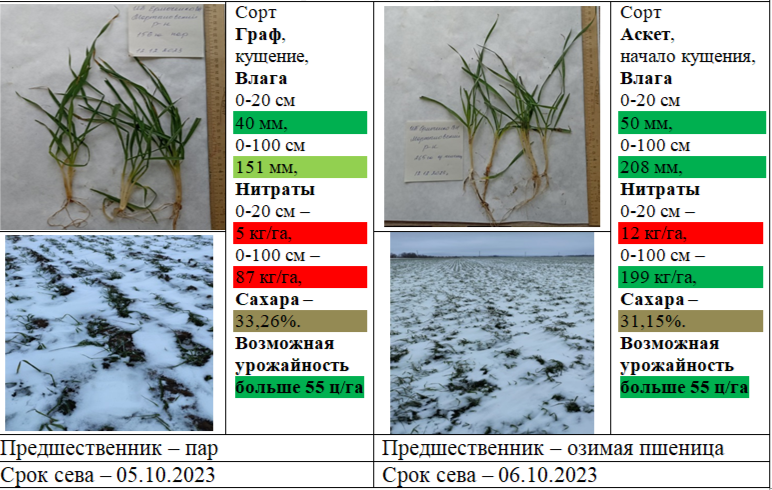 Сорт
Граф,
кущение,
Влага
0-20 см
40 мм,
0-100 см
151 мм,
Нитраты
0-20 см –
5 кг/га,
0-100 см –
87 кг/га,
Сахара –
33,26%.
Возможная
урожайность
больше 55 ц/га
Сорт
Аскет,
начало кущения,
Влага
0-20 см
50 мм,
0-100 см
208 мм,
Нитраты
0-20 см –
12 кг/га,
0-100 см –
199 кг/га,
Сахара –
31,15%.
Возможная
урожайность
больше 55 ц/га
Предшественник – пар
Предшественник – озимая пшеница
Срок сева – 05.10.2023
Срок сева – 06.10.2023